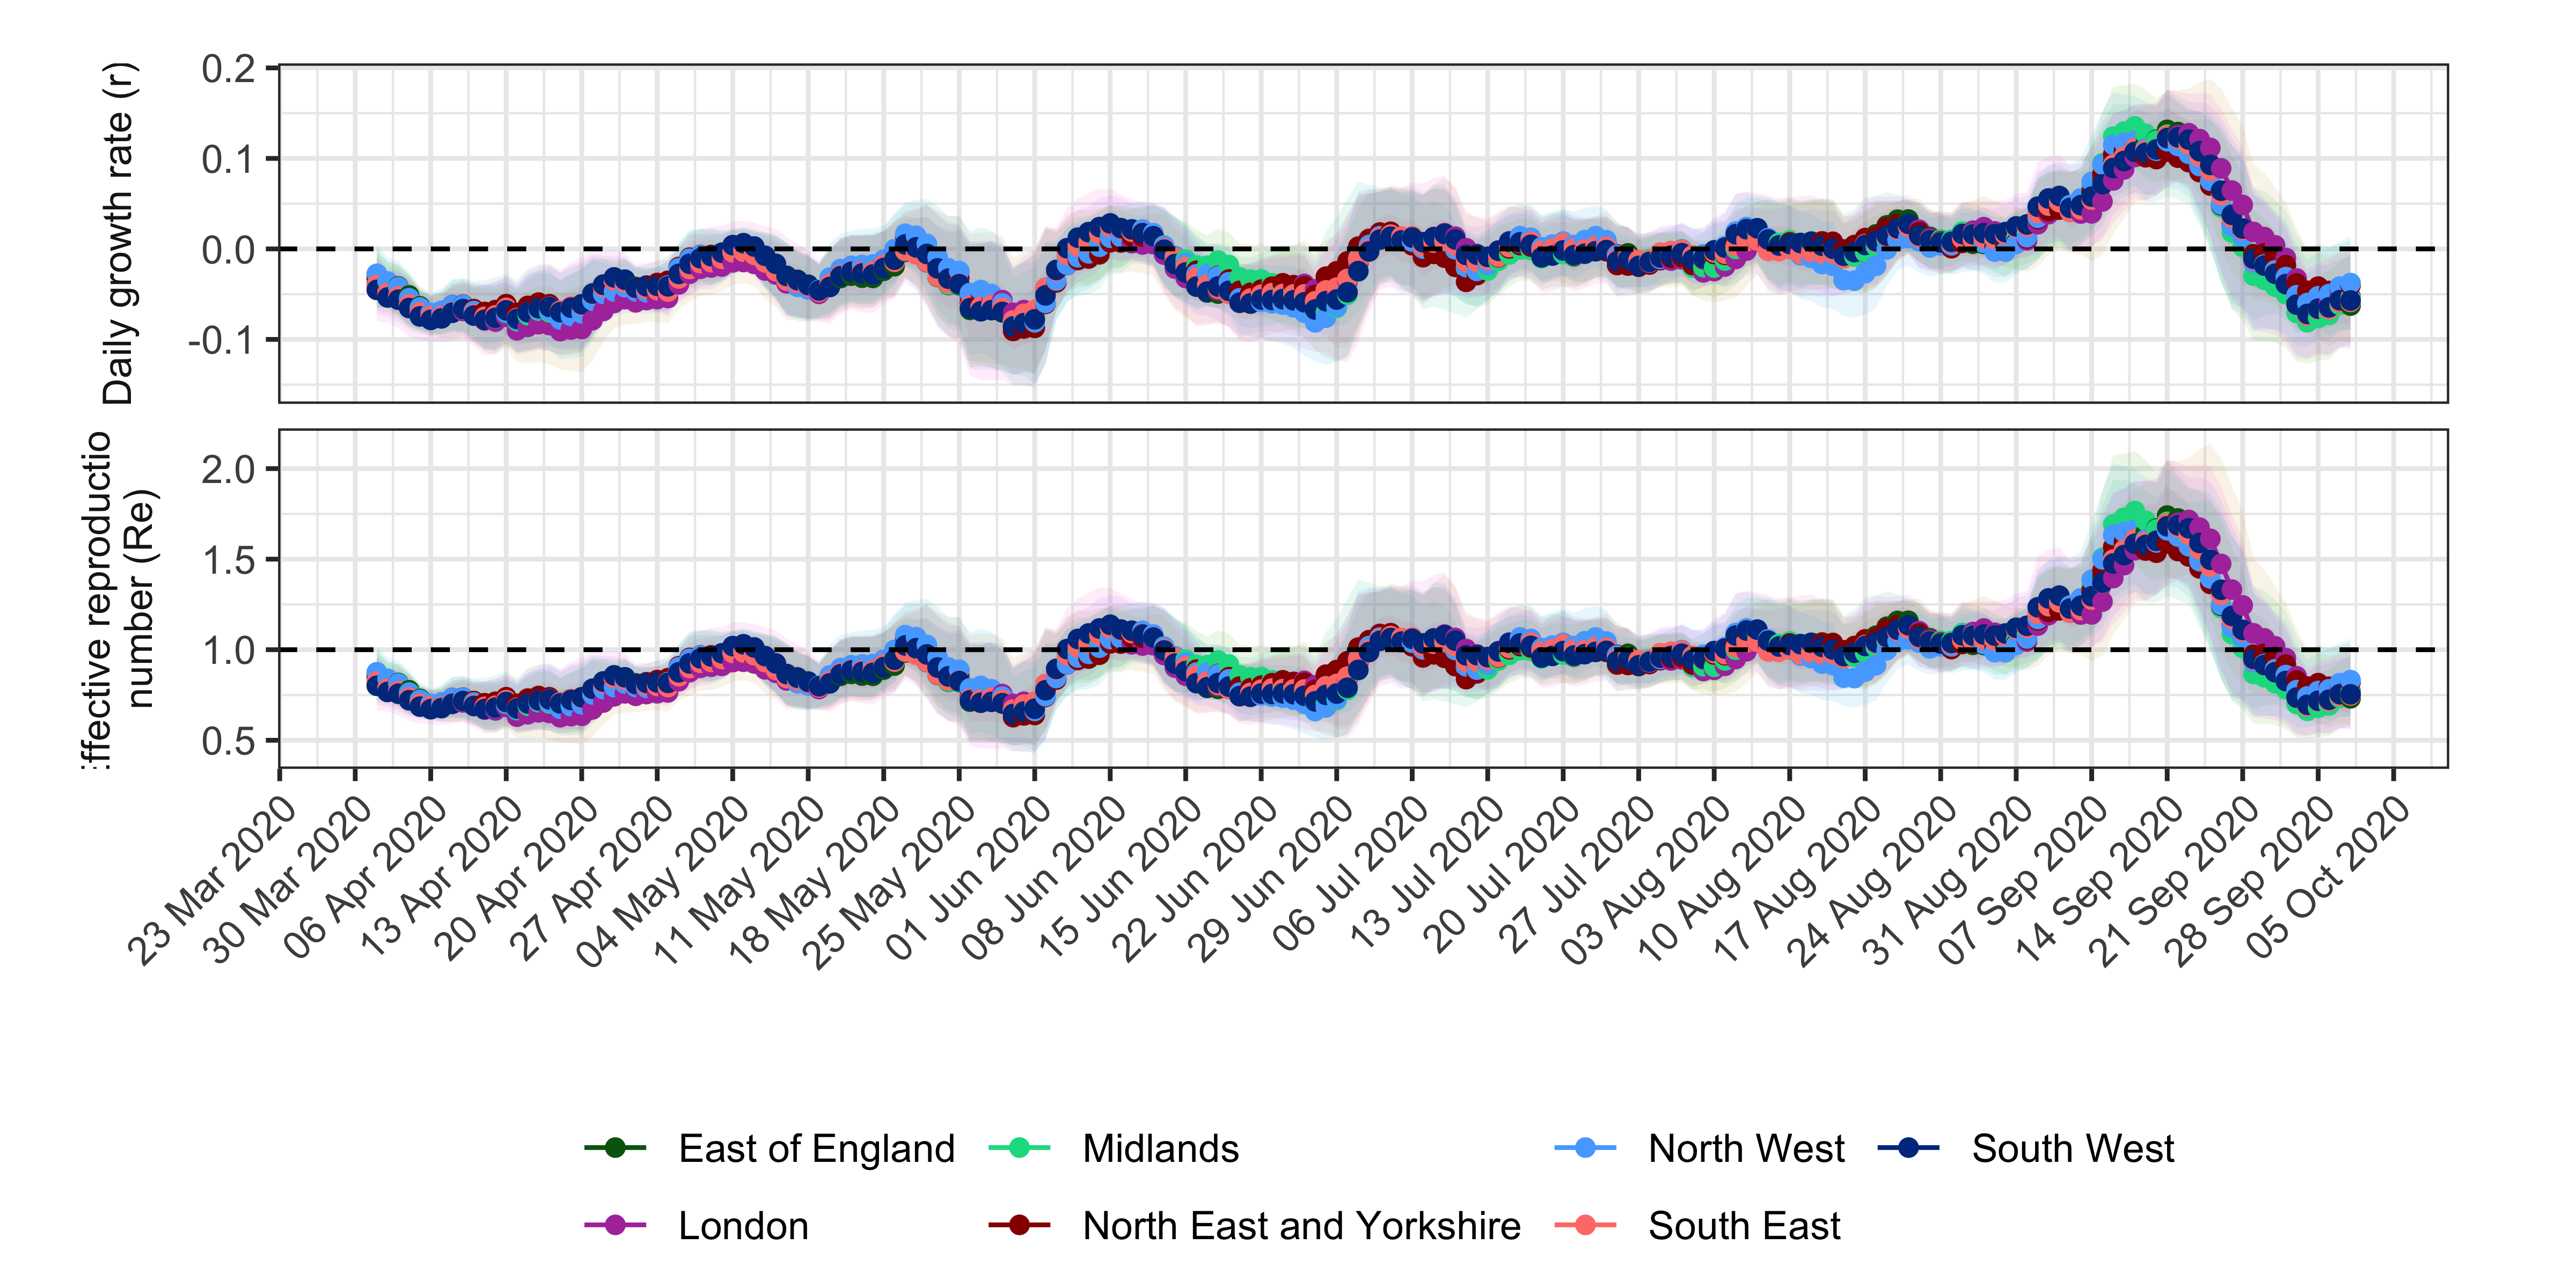 Daily growth rate (r)
0.2
0.1
0.0
-0.1
ffective reproductio
number (Re)
2.0
1.5
1.0
0.5
23 Mar 2020
30 Mar 2020
06 Apr 2020
13 Apr 2020
20 Apr 2020
27 Apr 2020
04 May 2020
11 May 2020
18 May 2020
25 May 2020
01 Jun 2020
08 Jun 2020
15 Jun 2020
22 Jun 2020
29 Jun 2020
06 Jul 2020
13 Jul 2020
20 Jul 2020
27 Jul 2020
03 Aug 2020
10 Aug 2020
17 Aug 2020
24 Aug 2020
31 Aug 2020
07 Sep 2020
14 Sep 2020
21 Sep 2020
28 Sep 2020
05 Oct 2020
East of England
Midlands
North West
South West
London
North East and Yorkshire
South East